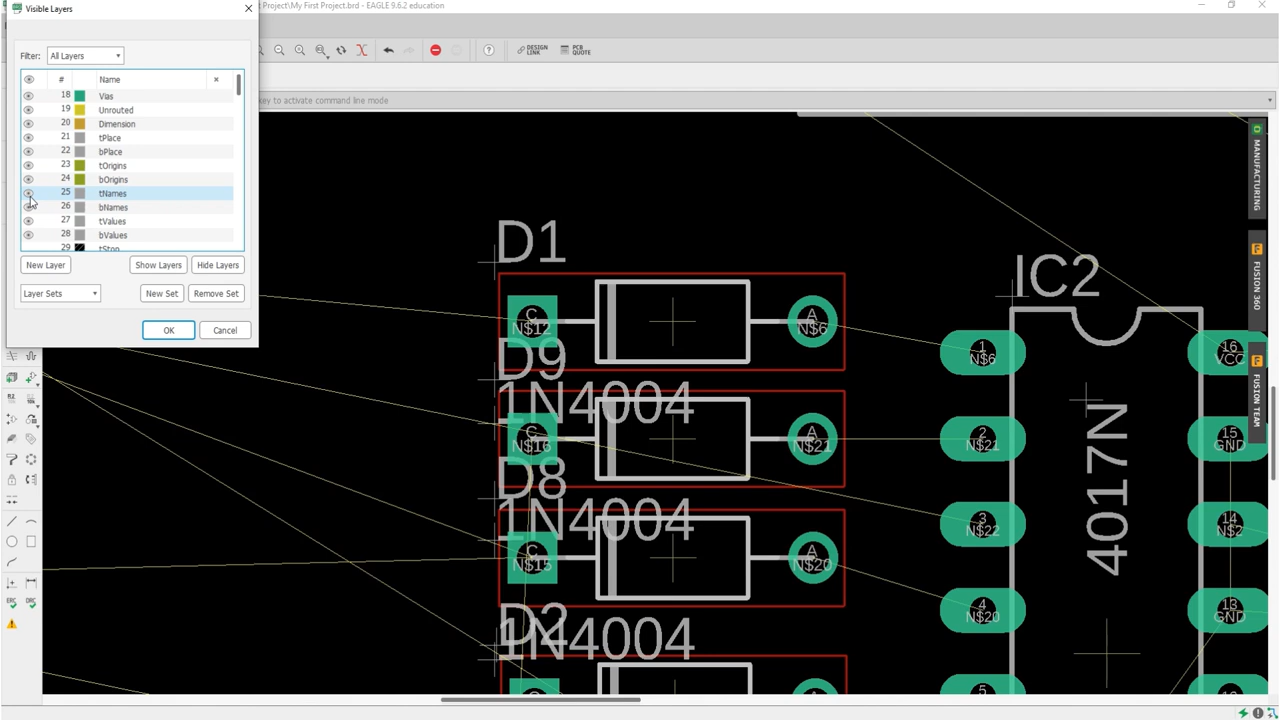 Visible Layers
t Project\My First Project.brd - EAGLE 9.6.2 education
Filter: All Layers
DESIGN LINK
PCB QUOTE
# Name
key to activate command line mode
18 Vias
19 Unrouted
20 Dimension
21 tPlace
22 bPlace
23 tOrigins
24 bOrigins
25 tNames
26 bNames
27 tValues
28 bValues
29 tStop
New Layer Show Layers Hide Layers
Layer Sets New Set Remove Set
OK Cancel
MANUFACTURING
FUSION 360
FUSION TEAM
D1
C
N$12
A
N$6
D9
1N4004
C
N$16
A
N$21
D8
1N4004
C
N$15
A
N$20
D2
1N4004
C
A
IC2
4017N
1
N$6
2
N$21
3
N$22
4
N$20
5
16
VCC
15
GND
14
N$2
13
GND
ERC DRC